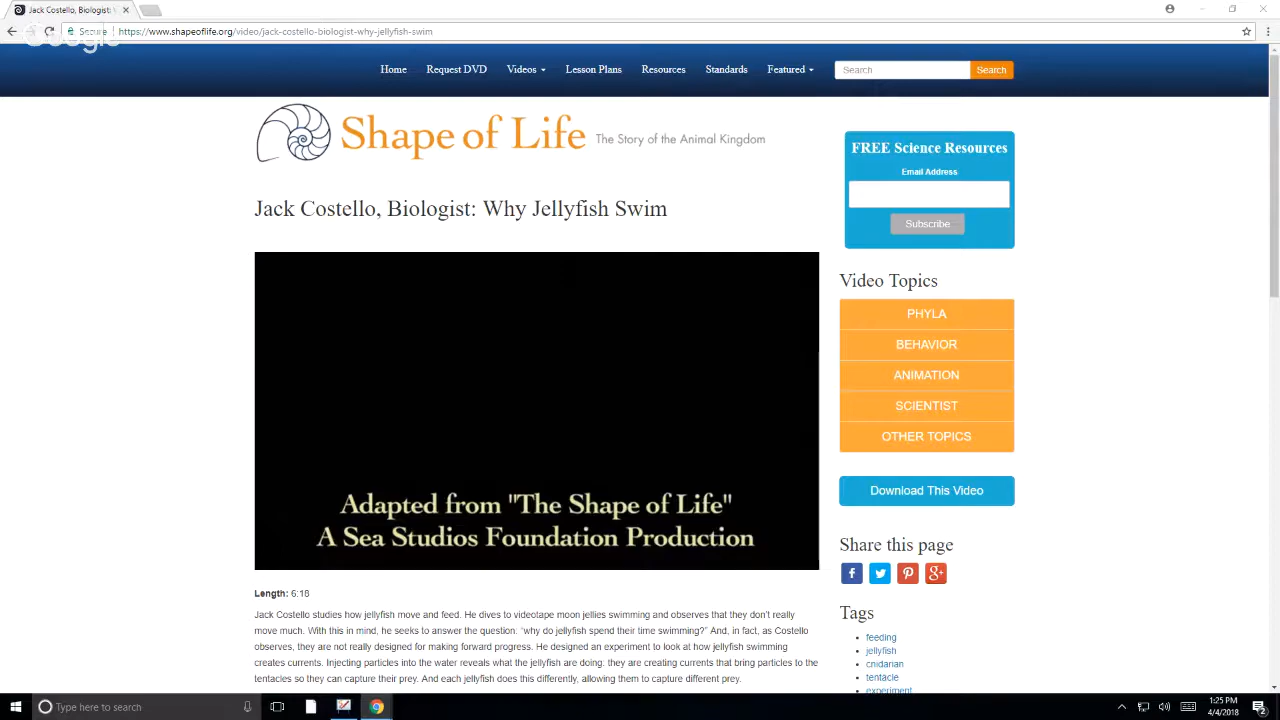 Jack Costello, Biologist:
Google
Secure
https://www.shapeoflife.org/video/jack-costello-biologist-why-jellyfish-swim
Home Request DVD Videos Lesson Plans Resources Standards Featured Search Search
Shape of Life The Story of the Animal Kingdom
Jack Costello, Biologist: Why Jellyfish Swim
Adapted from "The Shape of Life"
A Sea Studios Foundation Production
Length: 6:18
Jack Costello studies how jellyfish move and feed. He dives to videotape moon jellies swimming and observes that they don't really
move much. With this in mind, he seeks to answer the question: "why do jellyfish spend their time swimming?" And, in fact, as Costello
observes, they are not really designed for making forward progress. He designed an experiment to look at how jellyfish swimming
creates currents. Injecting particles into the water reveals what the jellyfish are doing: they are creating currents that bring particles to the
tentacles so they can capture their prey. And each jellyfish does this differently, allowing them to capture different prey.
FREE Science Resources
Email Address
Subscribe
Video Topics
PHYLA
BEHAVIOR
ANIMATION
SCIENTIST
OTHER TOPICS
Download This Video
Share this page
Tags
feeding
jellyfish
cnidarian
tentacle
experiment
Type here to search
1:25 PM
4/4/2018
2